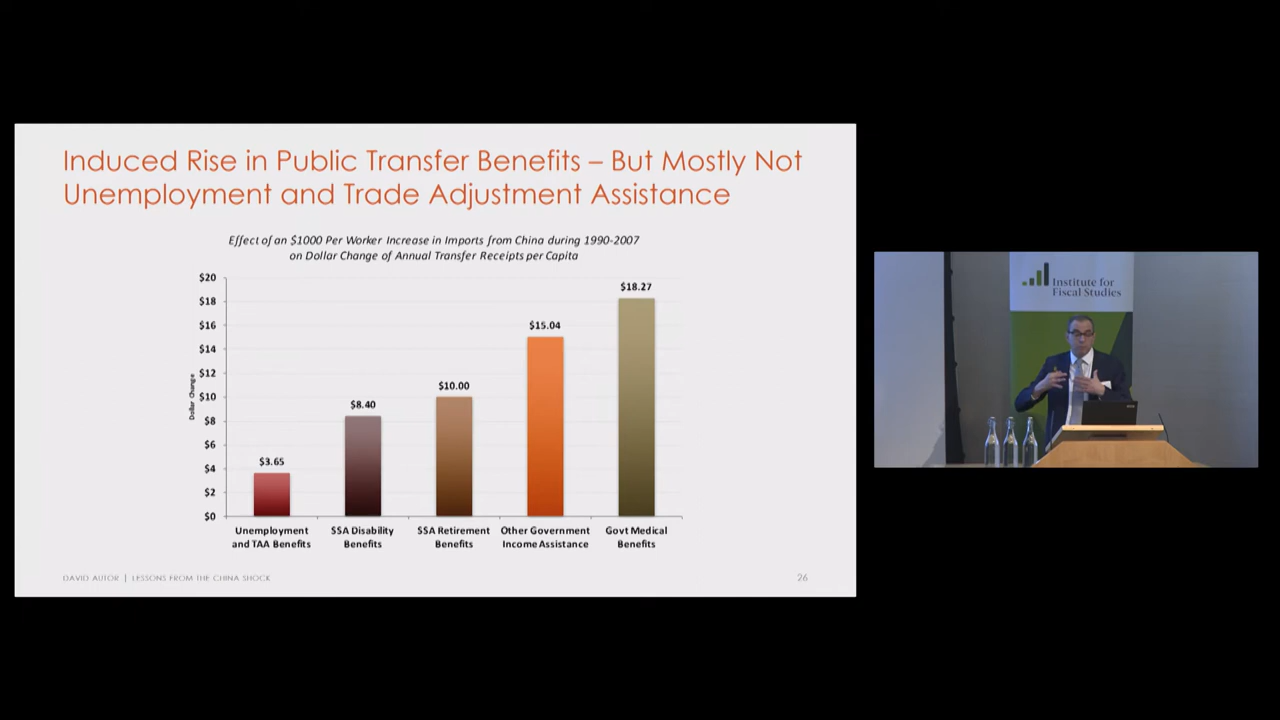 Induced Rise in Public Transfer Benefits – But Mostly Not
Unemployment and Trade Adjustment Assistance
Effect of an $1000 Per Worker Increase in Imports from China during 1990-2007
on Dollar Change of Annual Transfer Receipts per Capita
Dollar Change
$20
$18
$16
$14
$12
$10
$8
$6
$4
$2
$0
$3.65
$8.40
$10.00
$15.04
$18.27
Unemployment
and TAA Benefits
SSA Disability
Benefits
SSA Retirement
Benefits
Other Government
Income Assistance
Govt Medical
Benefits
DAVID AUTOR | LESSONS FROM THE CHINA SHOCK
26
Institute for
Fiscal Studies